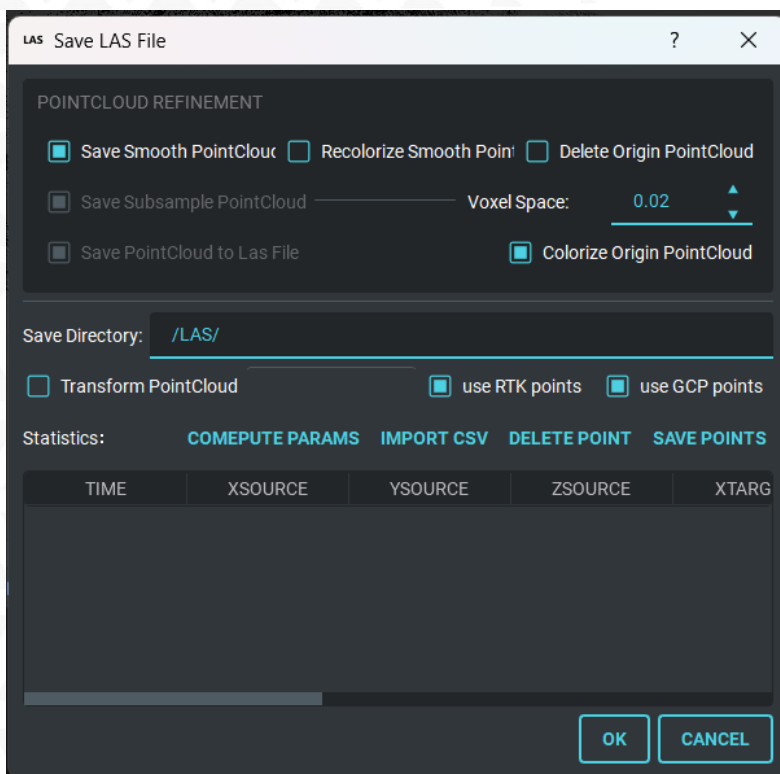 LAS Save LAS File ? ×
POINTCLOUD REFINEMENT
Save Smooth PointClouc Recolorize Smooth Poin Delete Origin PointCloud
Save Subsample PointCloud Voxel Space: 0.02
Save PointCloud to Las File Colorize Origin PointCloud
Save Directory: /LAS/
Transform PointCloud use RTK points use GCP points
Statistics: COMEPUTE PARAMS IMPORT CSV DELETE POINT SAVE POINTS
TIME XSOURCE YSOURCE ZSOURCE XTARG
OK CANCEL